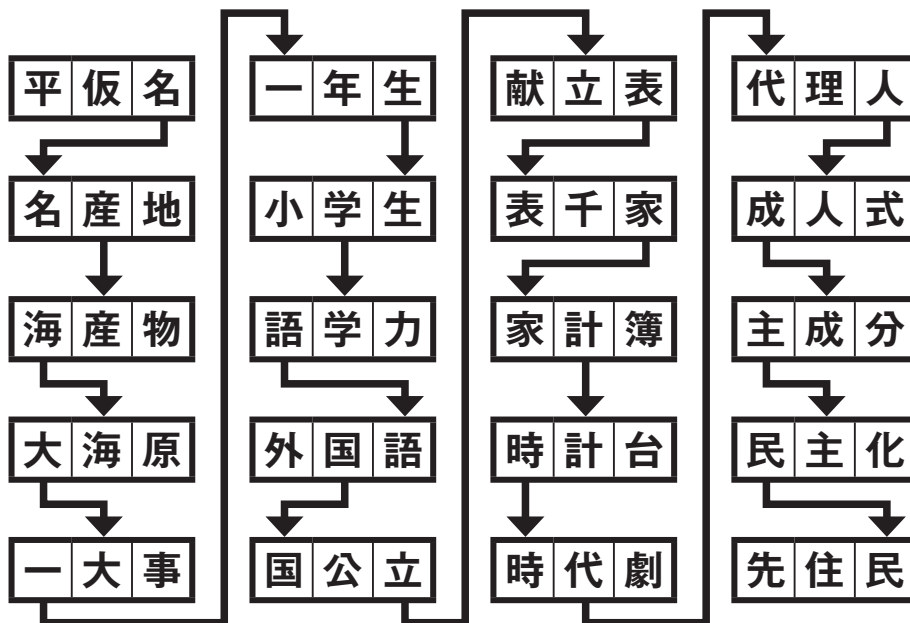 平仮名
名産地
海産物
大海原
一大事
一年生
小学生
語学力
外国語
国公立
献立表
表千家
家計簿
時計台
時代劇
代理人
成人式
主成分
民主化
先住民